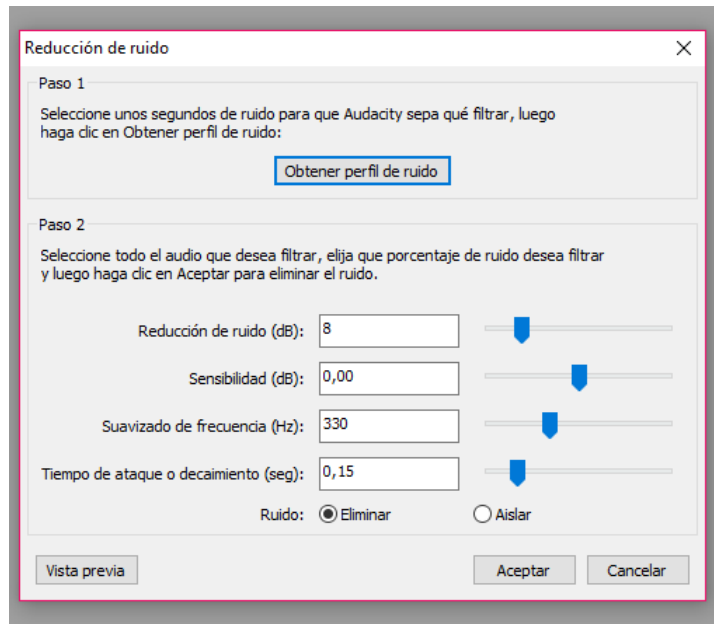 Reducción de ruido
Paso 1
Seleccione unos segundos de ruido para que Audacity sepa qué filtrar, luego
haga clic en Obtener perfil de ruido:
Obtener perfil de ruido
Paso 2
Seleccione todo el audio que desea filtrar, elija que porcentaje de ruido desea filtrar
y luego haga clic en Aceptar para eliminar el ruido.
Reducción de ruido (dB): 8
Sensibilidad (dB): 0,00
Suavizado de frecuencia (Hz): 330
Tiempo de ataque o decaimiento (seg): 0,15
Ruido: Eliminar Aislar
Vista previa Aceptar Cancelar